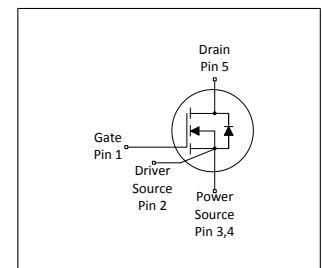 Drain
Pin 5
Gate
Pin 1
Driver
Source
Pin 2
Power
Source
Pin 3,4